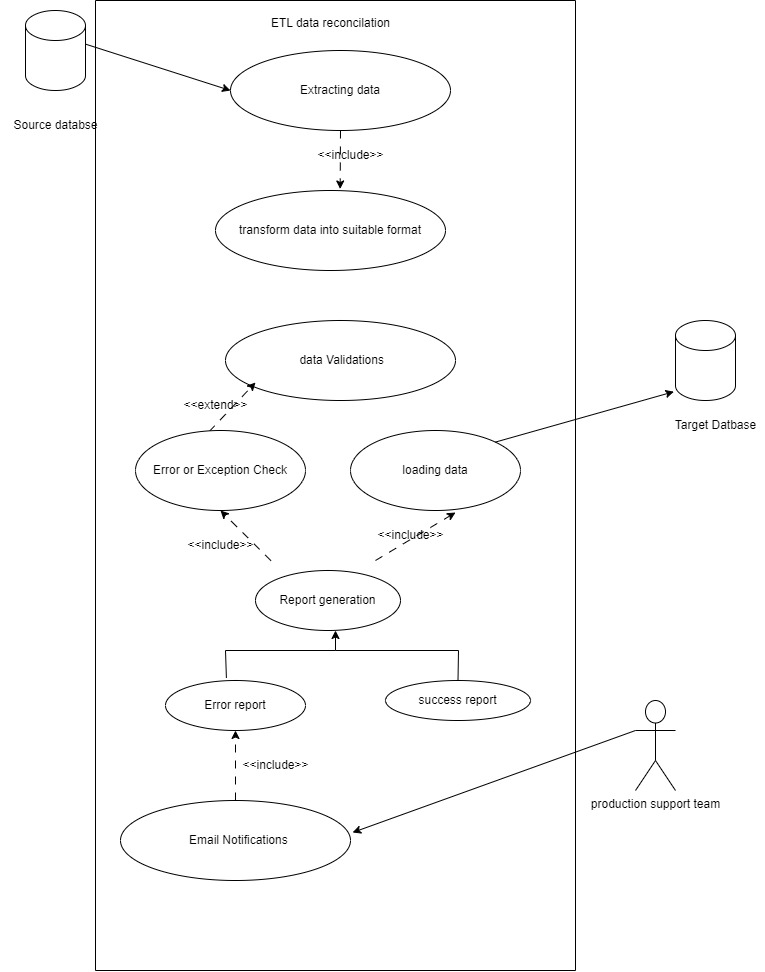 ETL data reconcilation
Extracting data
Source databse
<<include>>
transform data into suitable format
data Validations
<<extend>>
Target Datbase
Error or Exception Check
loading data
<<include>>
<<include>>
Report generation
Error report
success report
<<include>>
production support team
Email Notifications